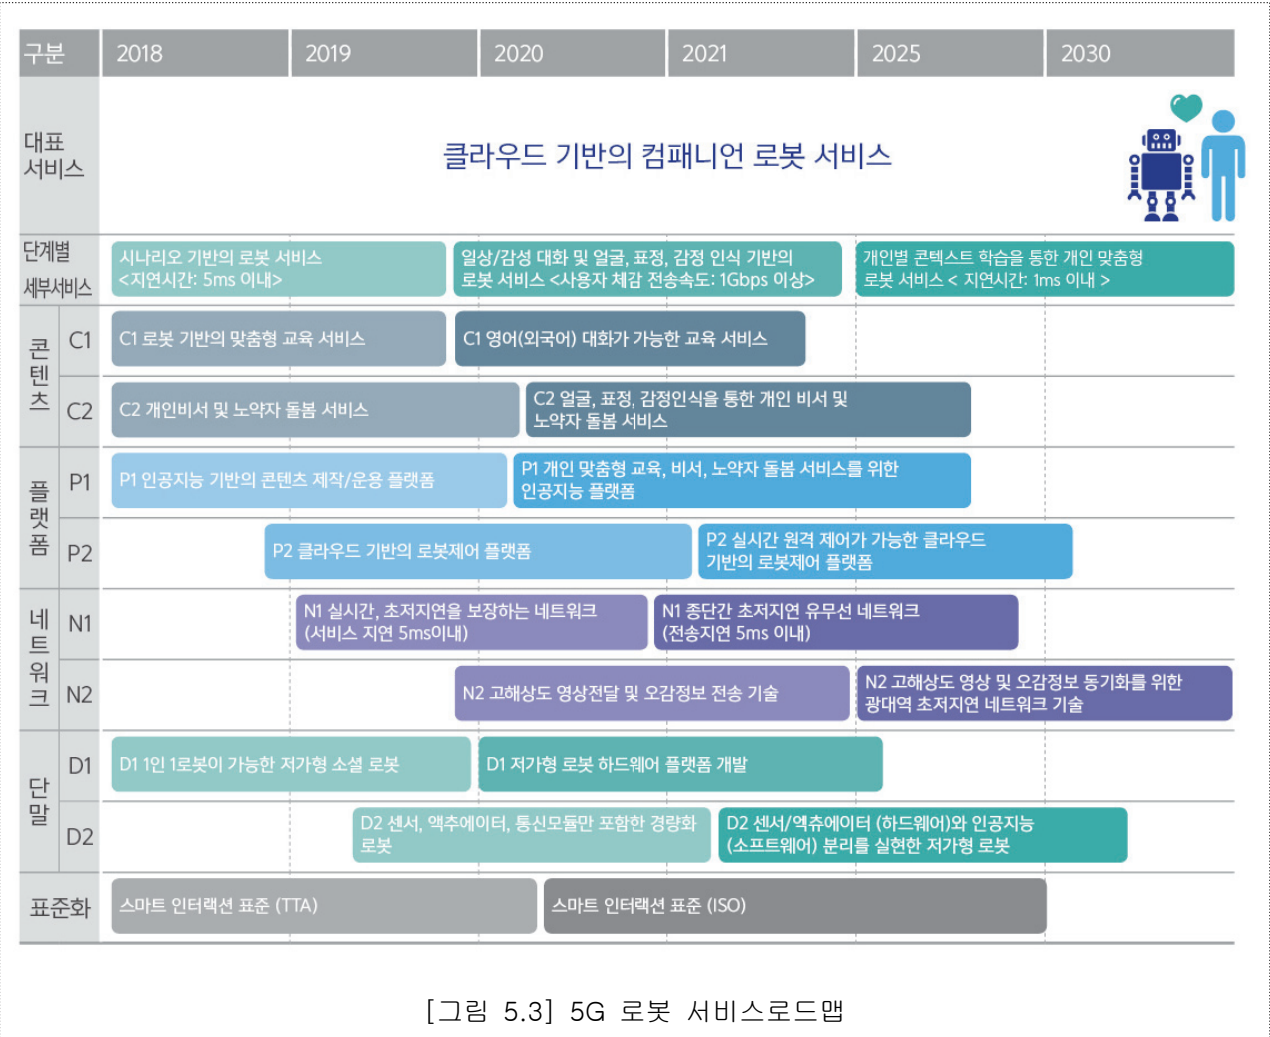 구분 2018 2019 2020 2021 2025 2030
대표
서비스
클라우드 기반의 컴패니언 로봇 서비스
단계별
세부서비스
시나리오 기반의 로봇 서비스
<지연시간: 5ms 이내>
일상/감성 대화 및 얼굴, 표정, 감정 인식 기반의
로봇 서비스 <사용자 체감 전송속도: 1Gbps 이상>
개인별 콘텍스트 학습을 통한 개인 맞춤형
로봇 서비스 < 지연시간: 1ms 이내 >
콘텐츠
C1
C1 로봇 기반의 맞춤형 교육 서비스
C1 영어(외국어) 대화가 가능한 교육 서비스
C2
C2 개인비서 및 노약자 돌봄 서비스
C2 얼굴, 표정, 감정인식을 통한 개인 비서 및
노약자 돌봄 서비스
플랫폼
P1
P1 인공지능 기반의 콘텐츠 제작/운용 플랫폼
P1 개인 맞춤형 교육, 비서, 노약자 돌봄 서비스를 위한
인공지능 플랫폼
P2
P2 클라우드 기반의 로봇제어 플랫폼
P2 실시간 원격 제어가 가능한 클라우드
기반의 로봇제어 플랫폼
네트워크
N1
N1 실시간, 초저지연을 보장하는 네트워크
(서비스 지연 5ms이내)
N1 종단간 초저지연 유무선 네트워크
(전송지연 5ms 이내)
N2
N2 고해상도 영상전달 및 오감정보 전송 기술
N2 고해상도 영상 및 오감정보 동기화를 위한
광대역 초저지연 네트워크 기술
단말
D1
D1 1인 1로봇이 가능한 저가형 소셜 로봇
D1 저가형 로봇 하드웨어 플랫폼 개발
D2
D2 센서, 액추에이터, 통신모듈만 포함한 경량화
로봇
D2 센서/엑츄에이터 (하드웨어)와 인공지능
(소프트웨어) 분리를 실현한 저가형 로봇
표준화
스마트 인터랙션 표준 (TTA)
스마트 인터랙션 표준 (ISO)
[그림 5.3] 5G 로봇 서비스로드맵